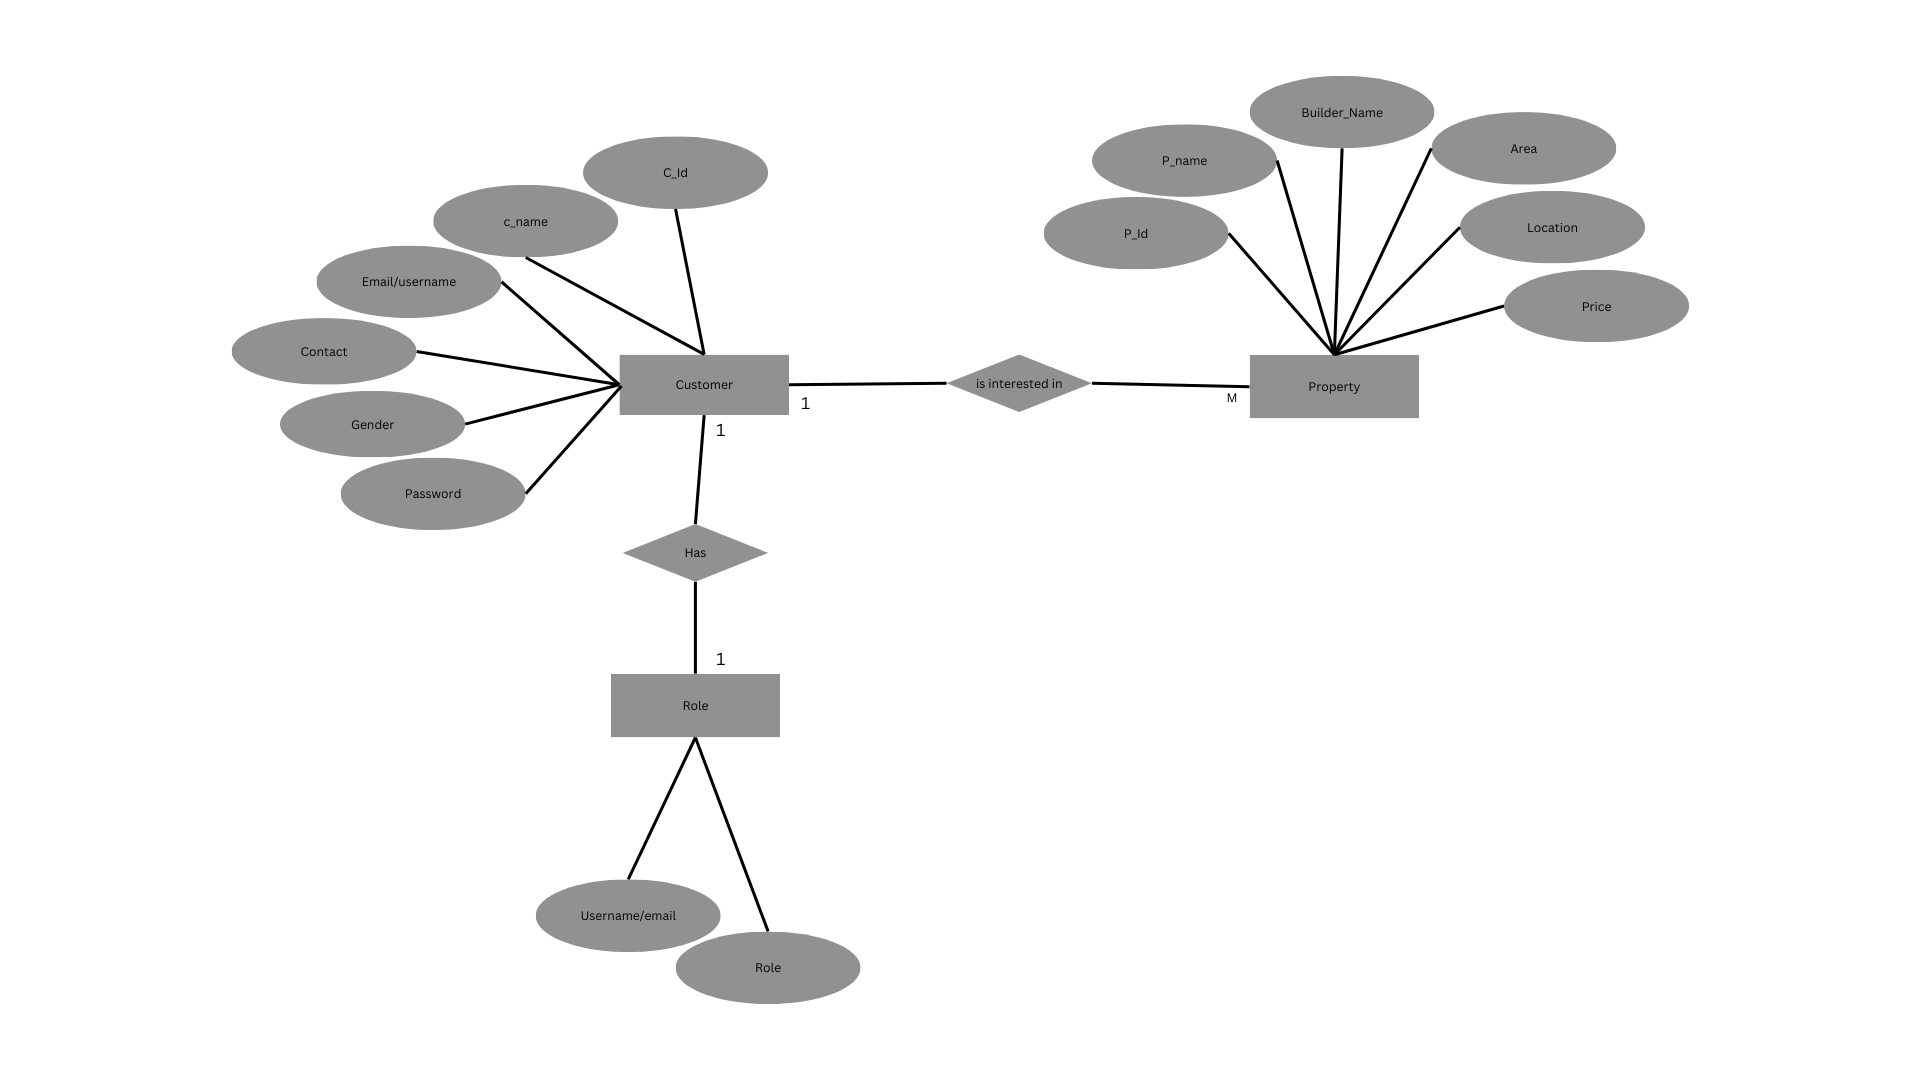 Builder_Name
Area
P_name
C_Id
c_name
Location
P_Id
Email/username
Price
Contact
Customer
is interested in
Property
1
M
Gender
1
Password
Has
1
Role
Username/email
Role